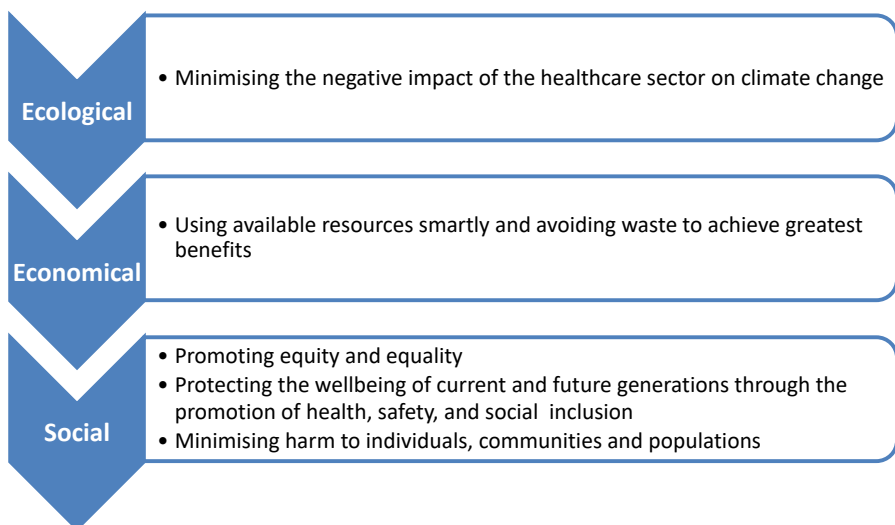 Ecological
• Minimising the negative impact of the healthcare sector on climate change
Economical
• Using available resources smartly and avoiding waste to achieve greatest
benefits
Social
• Promoting equity and equality
• Protecting the wellbeing of current and future generations through the
promotion of health, safety, and social  inclusion
• Minimising harm to individuals, communities and populations